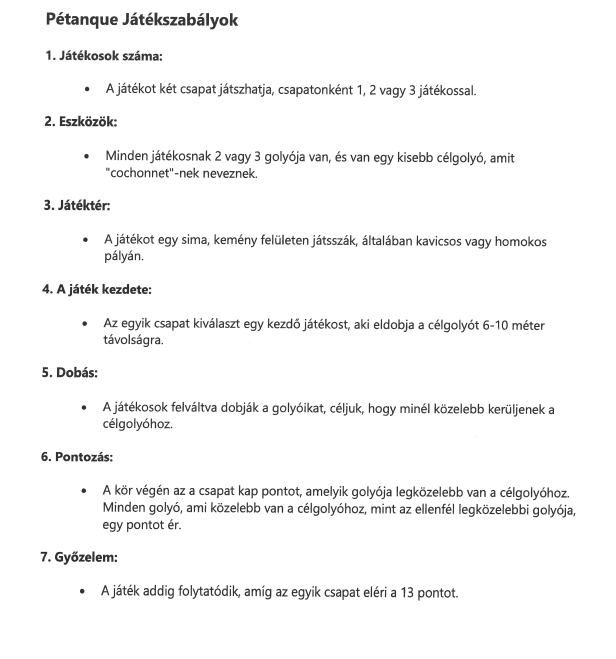 Pétanque Játékszabályok
1. Játékosok száma:
• A játékot két csapat játszhatja, csapatonként 1, 2 vagy 3 játékossal.
2. Eszközök:
• Minden játékosnak 2 vagy 3 golyója van, és van egy kisebb célgolyó, amit
"cochonnet"-nek neveznek.
3. Játéktér:
• A játékot egy sima, kemény felületen játsszák, általában kavicsos vagy homokos
pályán.
4. A játék kezdete:
• Az egyik csapat kiválaszt egy kezdő játékost, aki eldobja a célgolyót 6-10 méter
távolságra.
5. Dobás:
• A játékosok felváltva dobják a golyóikat, céljuk, hogy minél közelebb kerüljenek a
célgolyóhoz.
6. Pontozás:
• A kör végén az a csapat kap pontot, amelyik golyója legközelebb van a célgolyóhoz.
Minden golyó, ami közelebb van a célgolyóhoz, mint az ellenfél legközelebbi golyója,
egy pontot ér.
7. Győzelem:
• A játék addig folytatódik, amíg az egyik csapat eléri a 13 pontot.